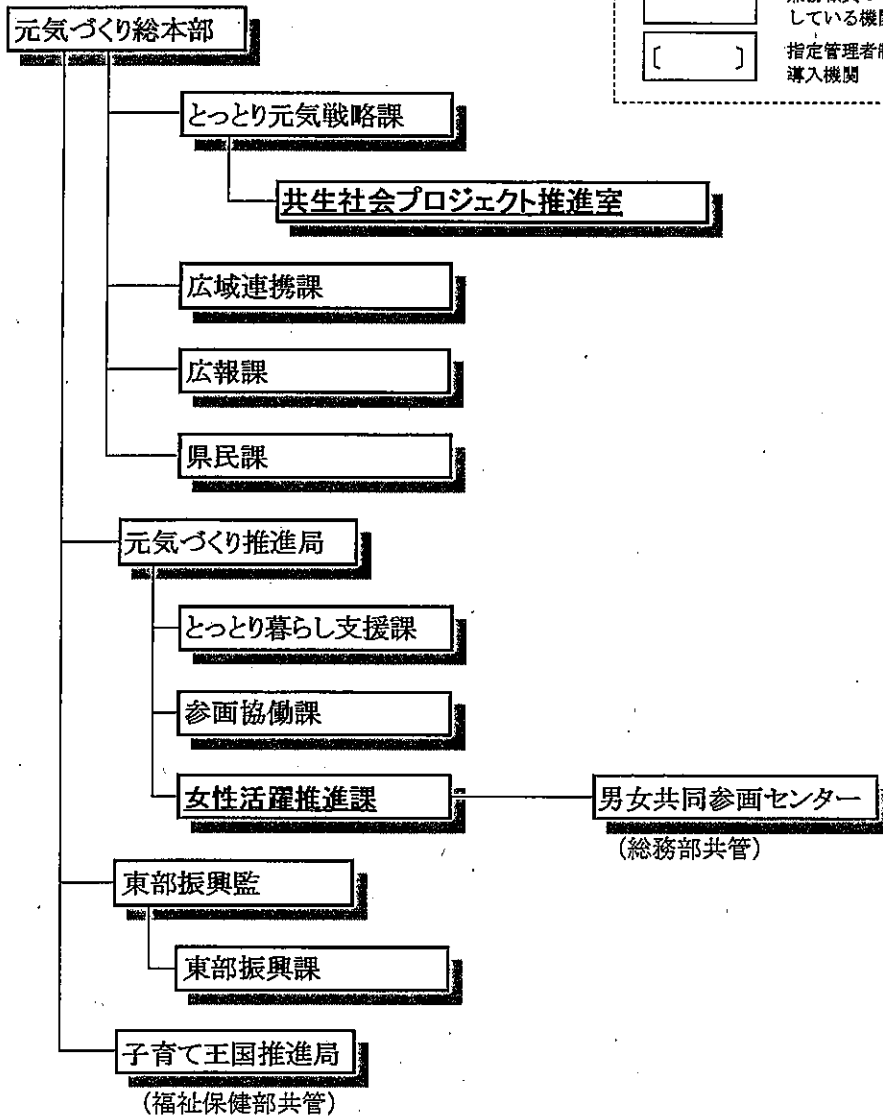 している機関
指定管理者
〔　　〕
導入機関
元気づくり総本部
とっとり元気戦略課
共生社会プロジェクト推進室
広域連携課
広報課
県民課
元気づくり推進局
とっとり暮らし支援課
参画協働課
女性活躍推進課
男女共同参画センター
(総務部共管)
東部振興監
東部振興課
子育て王国推進局
(福祉保健部共管)